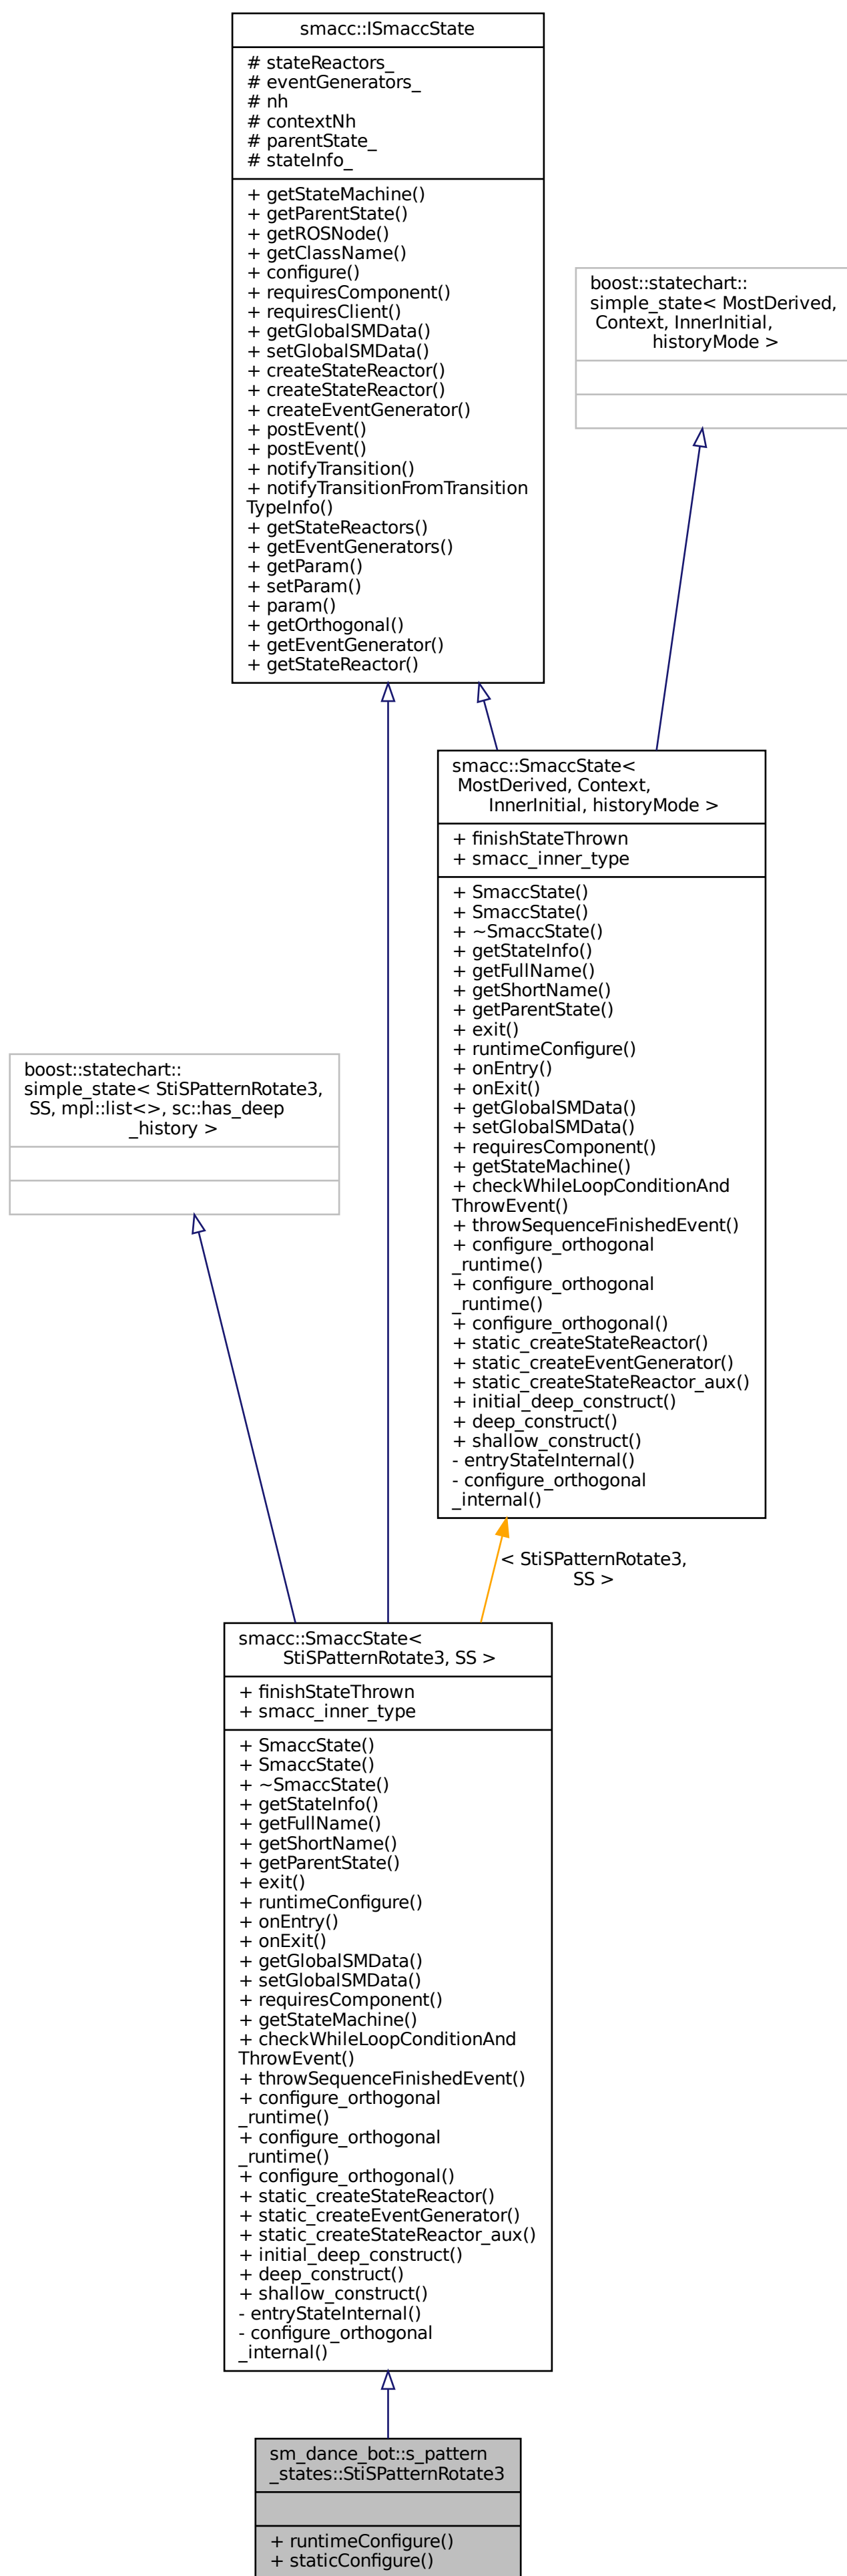 smacc::ISmaccState
# stateReactors_
# eventGenerators_
# nh
# contextNh
# parentState_
# stateInfo_
+ getStateMachine()
+ getParentState()
+ getROSNode()
+ getClassName()
+ configure()
+ requiresComponent()
+ requiresClient()
+ getGlobalSMData()
+ setGlobalSMData()
+ createStateReactor()
+ createStateReactor()
+ createEventGenerator()
+ postEvent()
+ postEvent()
+ notifyTransition()
+ notifyTransitionFromTransition
TypeInfo()
+ getStateReactors()
+ getEventGenerators()
+ getParam()
+ setParam()
+ param()
+ getOrthogonal()
+ getEventGenerator()
+ getStateReactor()
boost::statechart::
simple_state< MostDerived,
Context, InnerInitial,
historyMode >
smacc::SmaccState<
MostDerived, Context,
InnerInitial, historyMode >
+ finishStateThrown
+ smacc_inner_type
+ SmaccState()
+ SmaccState()
+ ~SmaccState()
+ getStateInfo()
+ getFullName()
+ getShortName()
+ getParentState()
+ exit()
+ runtimeConfigure()
+ onEntry()
+ onExit()
+ getGlobalSMData()
+ setGlobalSMData()
+ requiresComponent()
+ getStateMachine()
+ checkWhileLoopConditionAnd
ThrowEvent()
+ throwSequenceFinishedEvent()
+ configure_orthogonal
_runtime()
+ configure_orthogonal
_runtime()
+ configure_orthogonal()
+ static_createStateReactor()
+ static_createEventGenerator()
+ static_createStateReactor_aux()
+ initial_deep_construct()
+ deep_construct()
+ shallow_construct()
- entryStateInternal()
- configure_orthogonal
_internal()
boost::statechart::
simple_state< StiSPatternRotate3,
SS, mpl::list<>, sc::has_deep
_history >
< StiSPatternRotate3,
SS >
smacc::SmaccState<
StiSPatternRotate3, SS >
+ finishStateThrown
+ smacc_inner_type
+ SmaccState()
+ SmaccState()
+ ~SmaccState()
+ getStateInfo()
+ getFullName()
+ getShortName()
+ getParentState()
+ exit()
+ runtimeConfigure()
+ onEntry()
+ onExit()
+ getGlobalSMData()
+ setGlobalSMData()
+ requiresComponent()
+ getStateMachine()
+ checkWhileLoopConditionAnd
ThrowEvent()
+ throwSequenceFinishedEvent()
+ configure_orthogonal
_runtime()
+ configure_orthogonal
_runtime()
+ configure_orthogonal()
+ static_createStateReactor()
+ static_createEventGenerator()
+ static_createStateReactor_aux()
+ initial_deep_construct()
+ deep_construct()
+ shallow_construct()
- entryStateInternal()
- configure_orthogonal
_internal()
sm_dance_bot::s_pattern
_states::StiSPatternRotate3
+ runtimeConfigure()
+ staticConfigure()